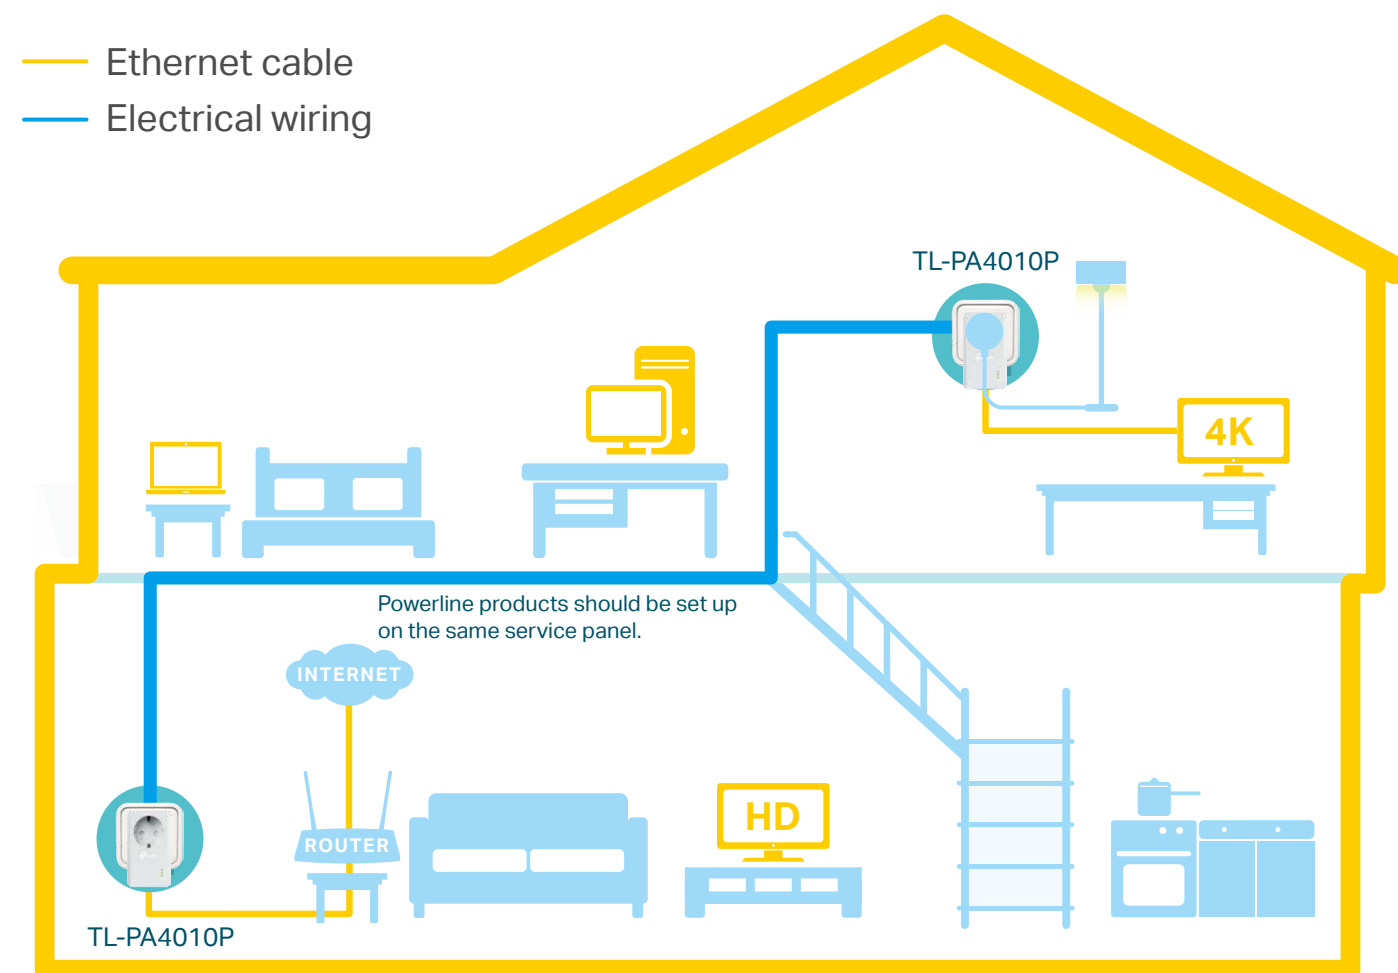 Ethernet cable
Electrical wiring
TL-PA4010P
4K
Powerline products should be set up
on the same service panel.
INTERNET
ROUTER
HD
TL-PA4010P